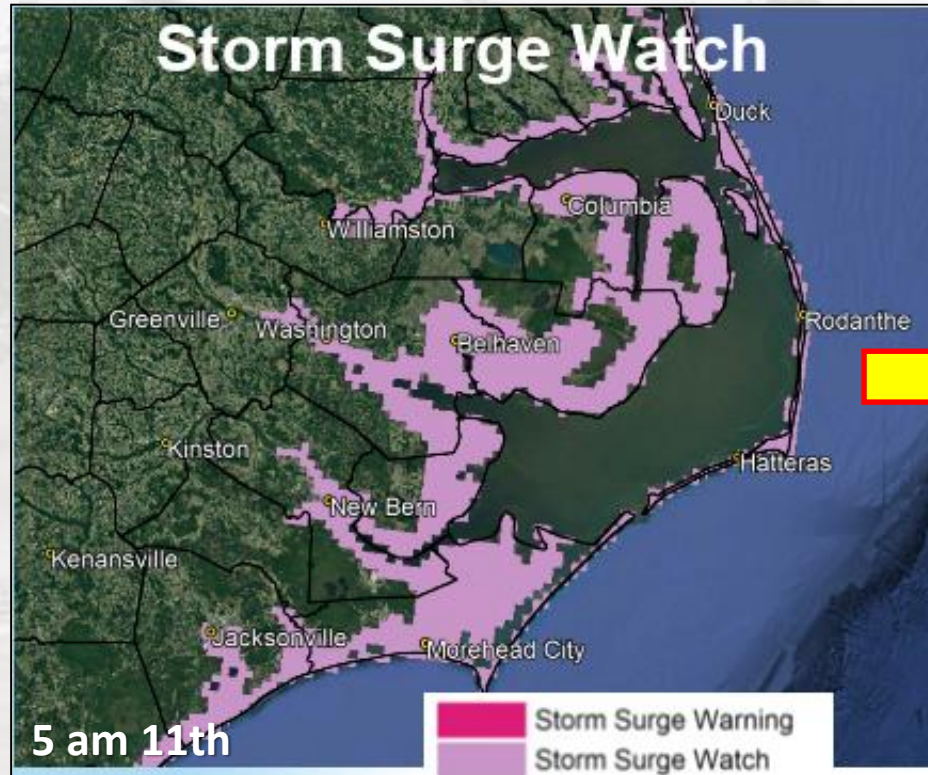 Storm Surge Watch
Duck
Columbia
Williamston
Greenville
Washington
Rodanthe
Belhaven
Kinston
Hatteras
New Bern
Kenansville
Jacksonville
Morehead City
5 am 11th
Storm Surge Warning
Storm Surge Watch